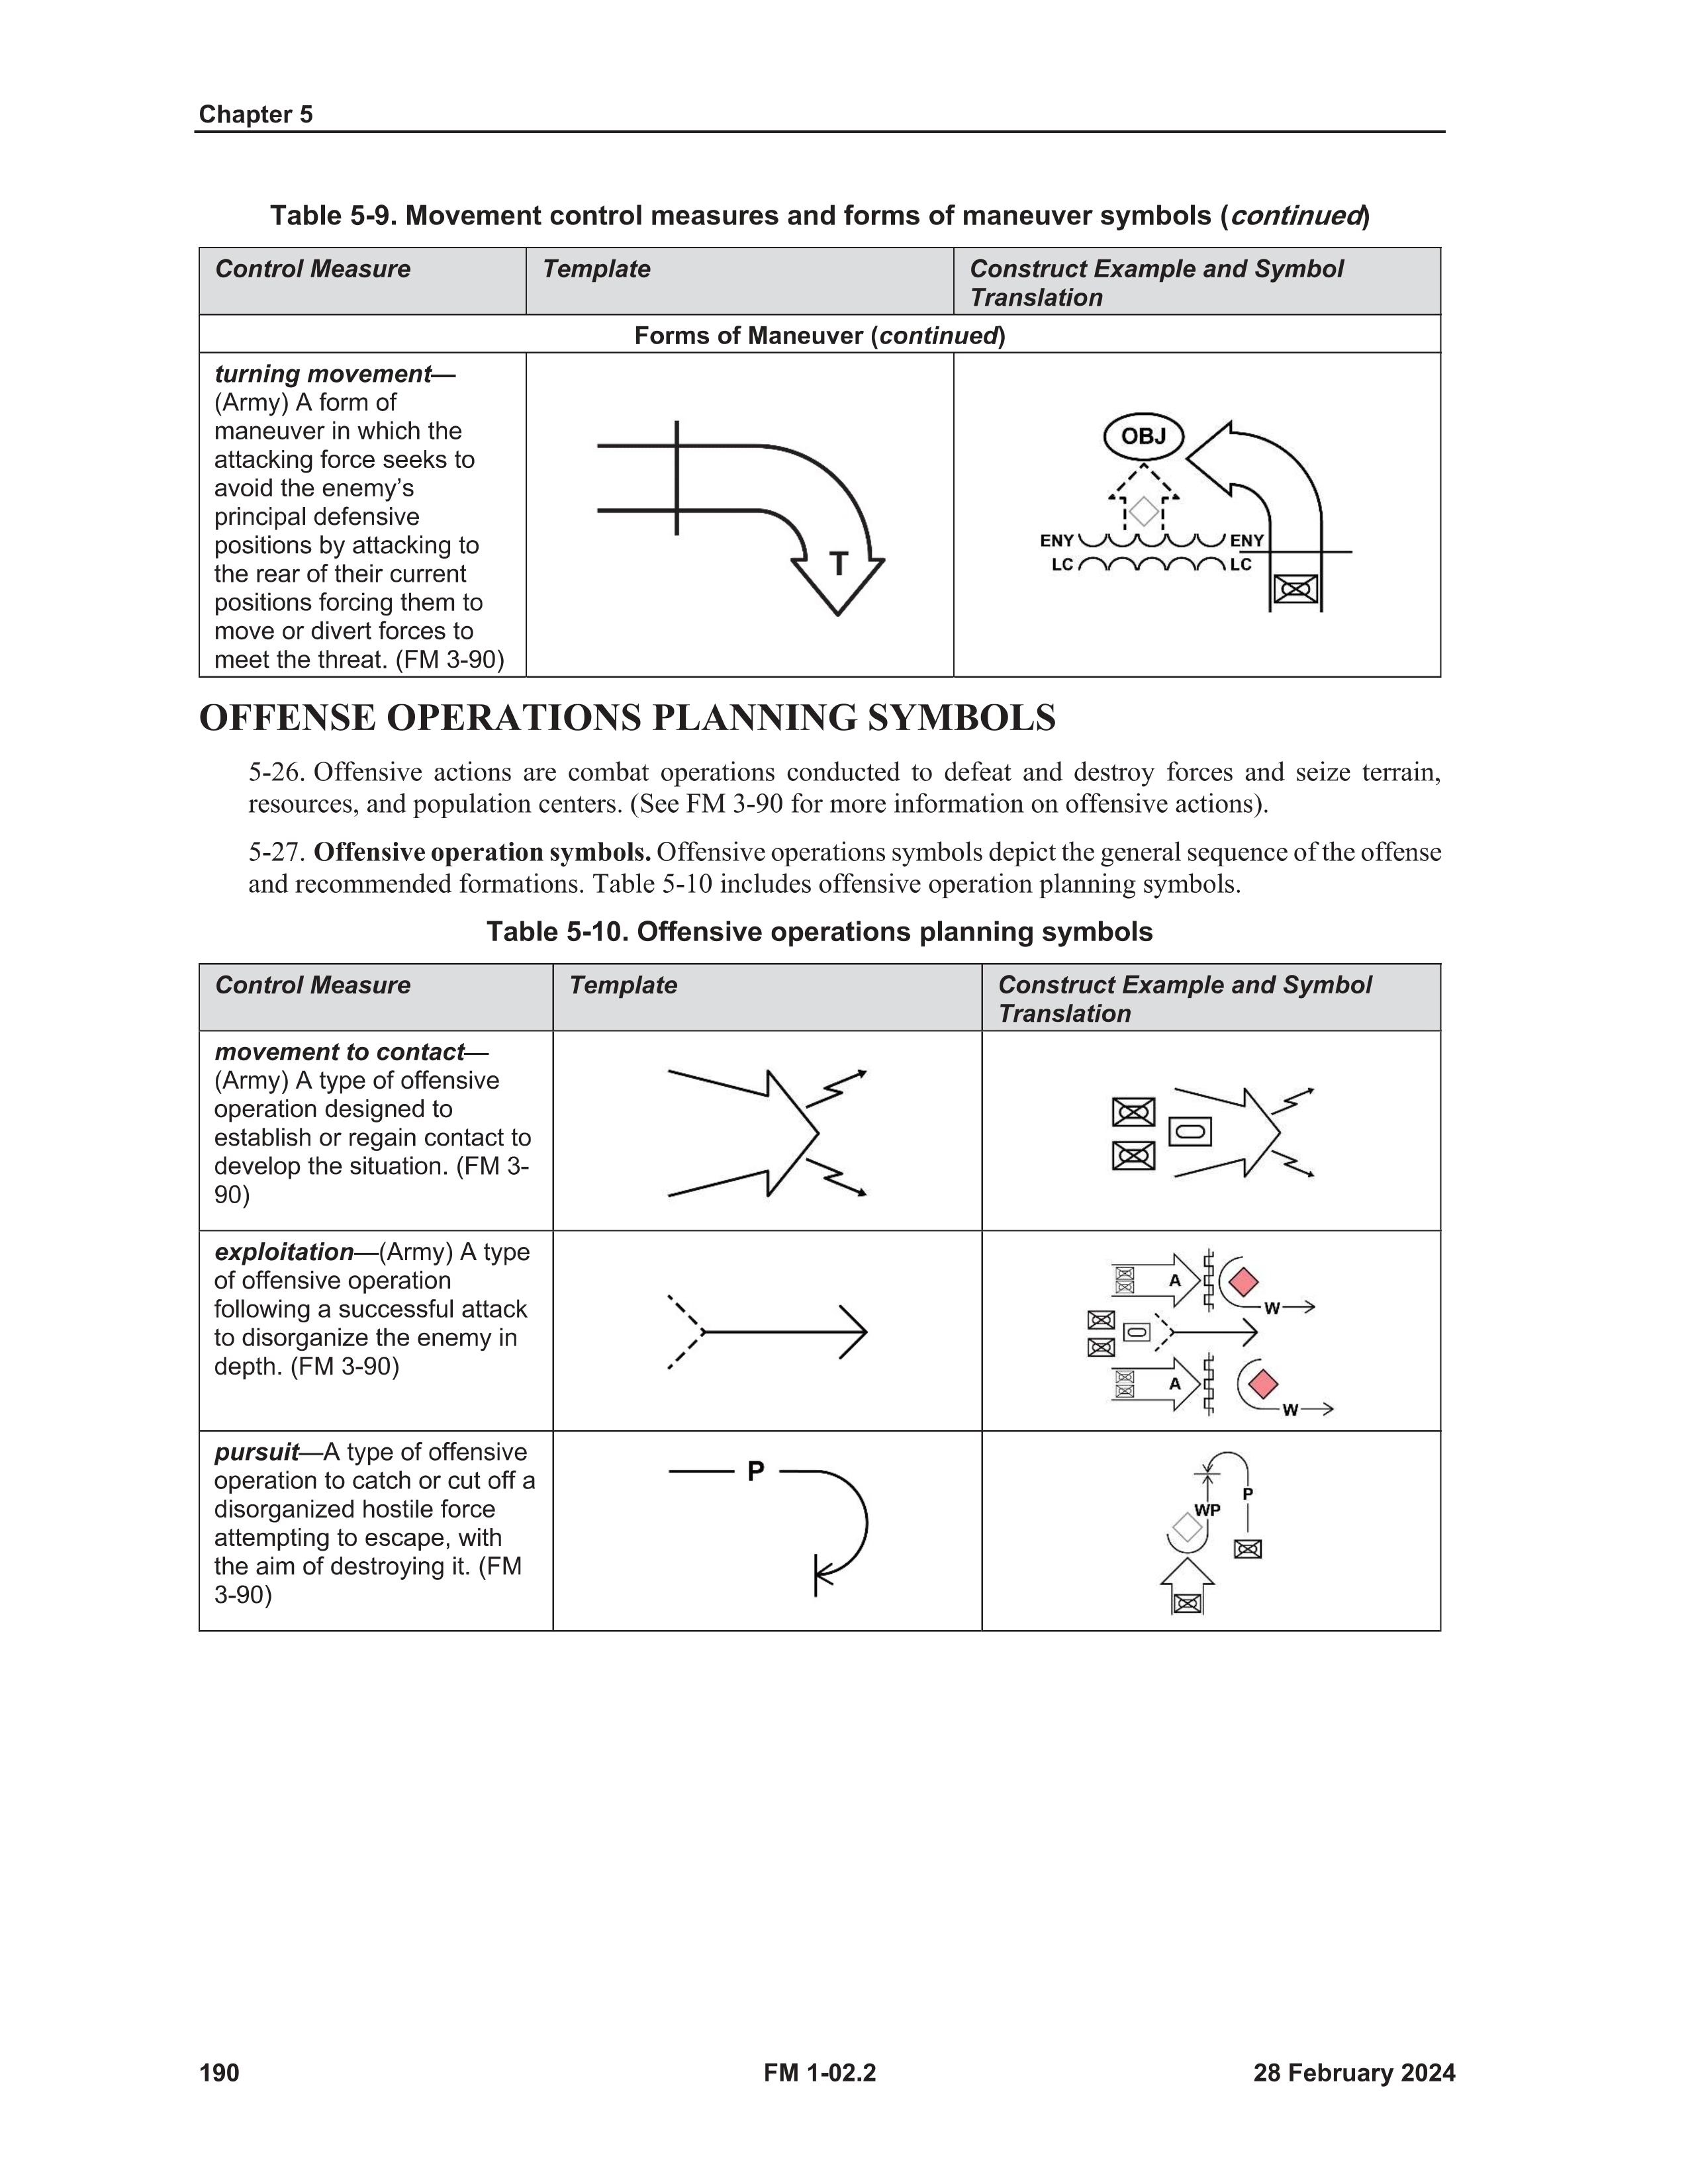 Chapter 5
Table 5-9. Movement control measures and forms of maneuver symbols (continued)
Control Measure
Template
Construct Example and Symbol
Translation
Forms of Maneuver (continued)
turning movement—
(Army) A form of
maneuver in which the
attacking force seeks to
avoid the enemy’s
principal defensive
positions by attacking to
the rear of their current
positions forcing them to
move or divert forces to
meet the threat. (FM 3-90)
T
OBJ
ENY ENY
LC LC
OFFENSE OPERATIONS PLANNING SYMBOLS
5-26. Offensive actions are combat operations conducted to defeat and destroy forces and seize terrain,
resources, and population centers. (See FM 3-90 for more information on offensive actions).
5-27. Offensive operation symbols. Offensive operations symbols depict the general sequence of the offense
and recommended formations. Table 5-10 includes offensive operation planning symbols.
Table 5-10. Offensive operations planning symbols
Control Measure
Template
Construct Example and Symbol
Translation
movement to contact—
(Army) A type of offensive
operation designed to
establish or regain contact to
develop the situation. (FM 3-
90)
exploitation—(Army) A type
of offensive operation
following a successful attack
to disorganize the enemy in
depth. (FM 3-90)
A
W
A
W
pursuit—A type of offensive
operation to catch or cut off a
disorganized hostile force
attempting to escape, with
the aim of destroying it. (FM
3-90)
P
P
WP
190
FM 1-02.2
28 February 2024